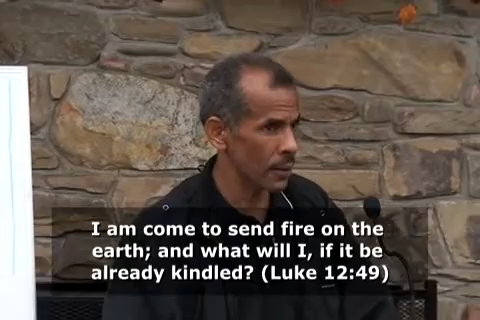 I am come to send fire on the
earth; and what will I, if it be
already kindled? (Luke 12:49)